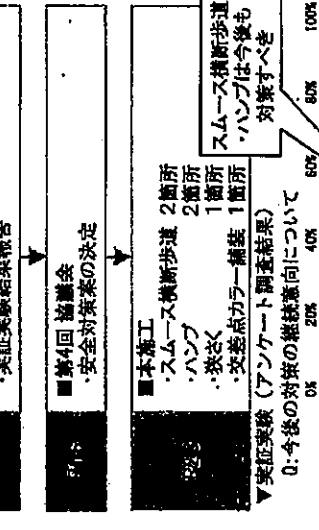 ・実証実験結果報告
■第4回 協議会
・安全対策案の決定
■本施工
・スムース横断歩道 2箇所
・ハンプ 2箇所
・狭さく 1箇所
・交差点カラー舗装 1箇所
スムース横断歩道
・ハンプは今後も
対策すべき
▼実証実験（アンケート調査結果）
Q:今後の対策の継続意向について
0% 20% 40% 60% 80% 100%